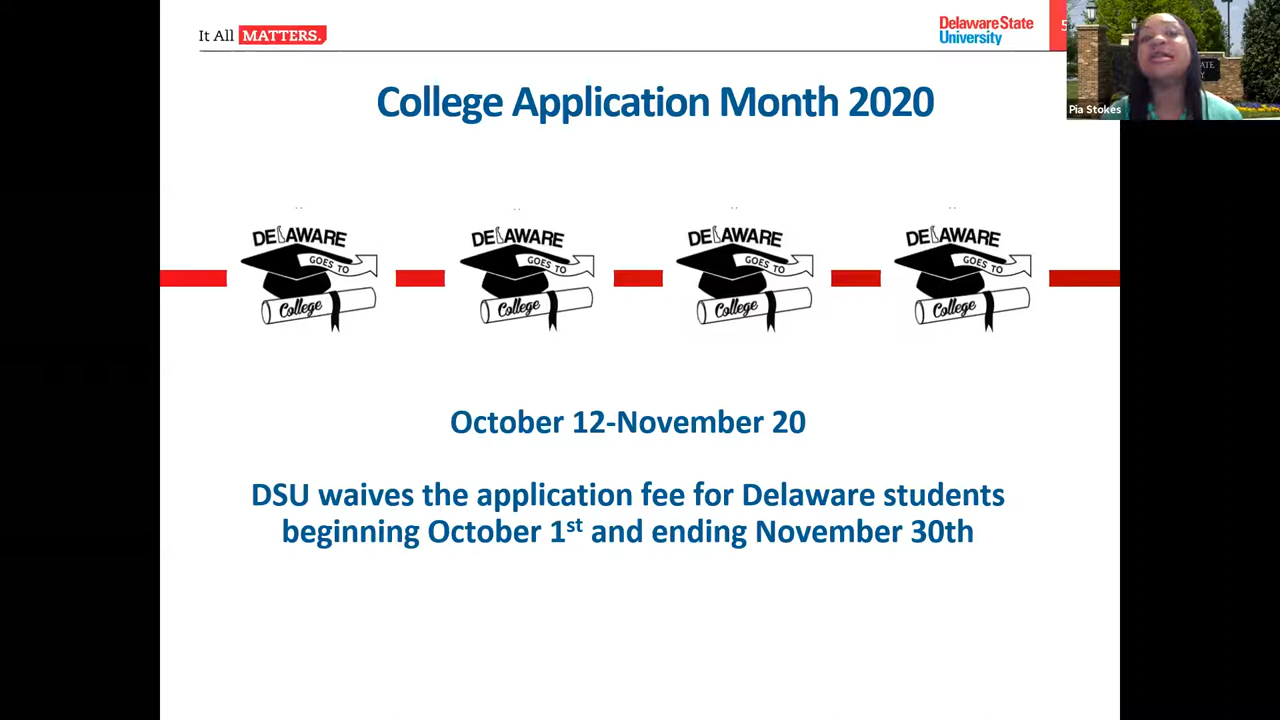 It All MATTERS.
Delaware State
University
5
Pia Stokes
College Application Month 2020
DELAWARE
GOES TO
College
DELAWARE
GOES TO
College
DELAWARE
GOES TO
College
DELAWARE
GOES TO
College
October 12-November 20
DSU waives the application fee for Delaware students
beginning October 1st and ending November 30th